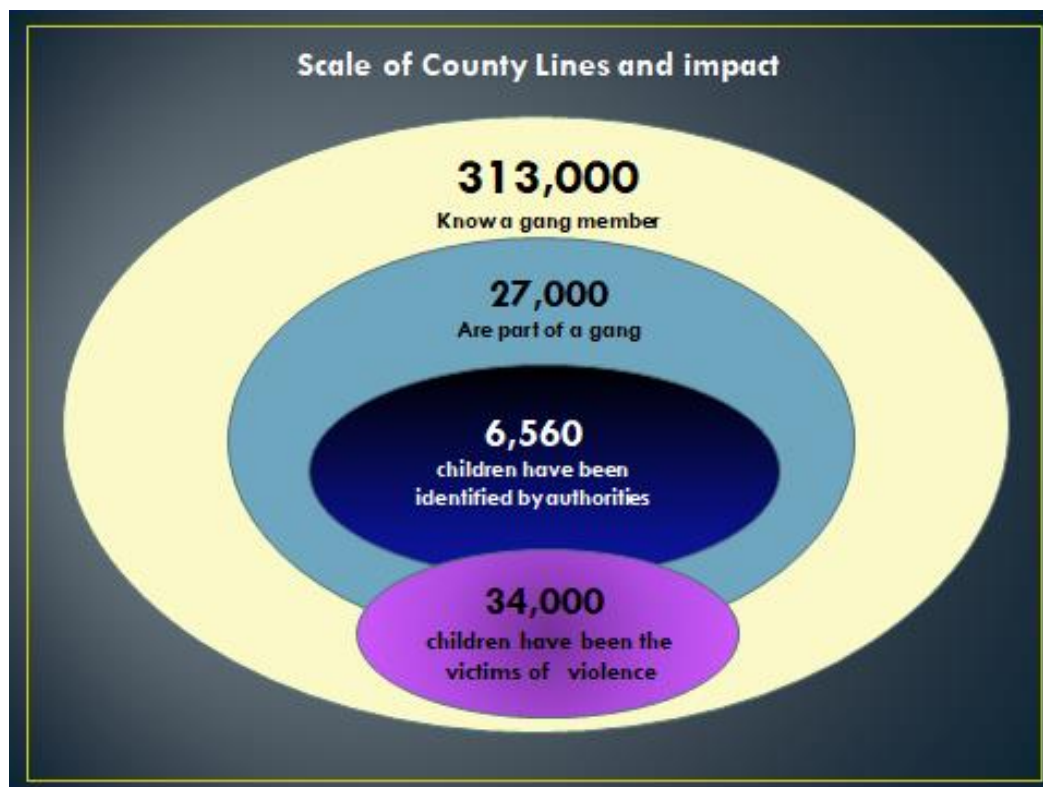 Scale of County Lines and impact
313,000
Know a gang member
27,000
Are part of a gang
6,560
children have been
identified by authorities
34,000
children have been the
victims of violence